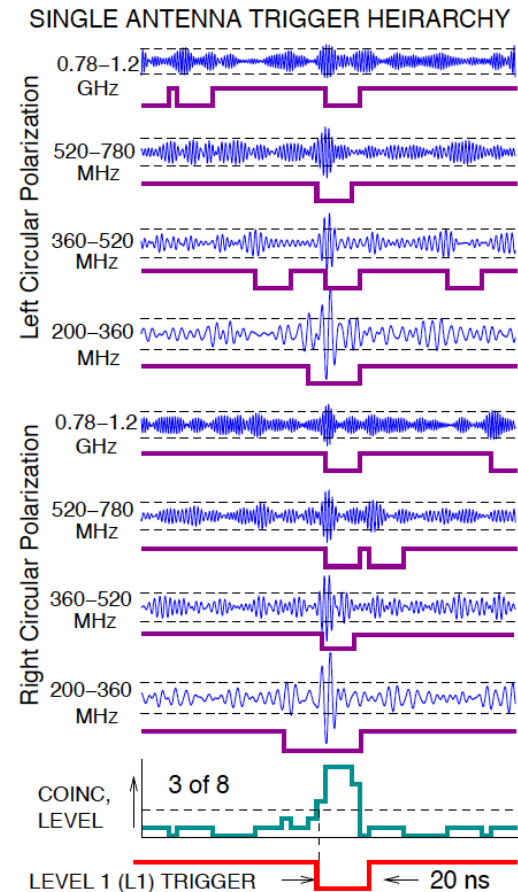 SINGLE ANTENNA TRIGGER HEIRARCHY
Left Circular Polarization
0.78–1.2
GHz
520–780
MHz
360–520
MHz
200–360
MHz
Right Circular Polarization
0.78–1.2
GHz
520–780
MHz
360–520
MHz
200–360
MHz
COINC,
LEVEL
3 of 8
LEVEL 1 (L1) TRIGGER
20 ns